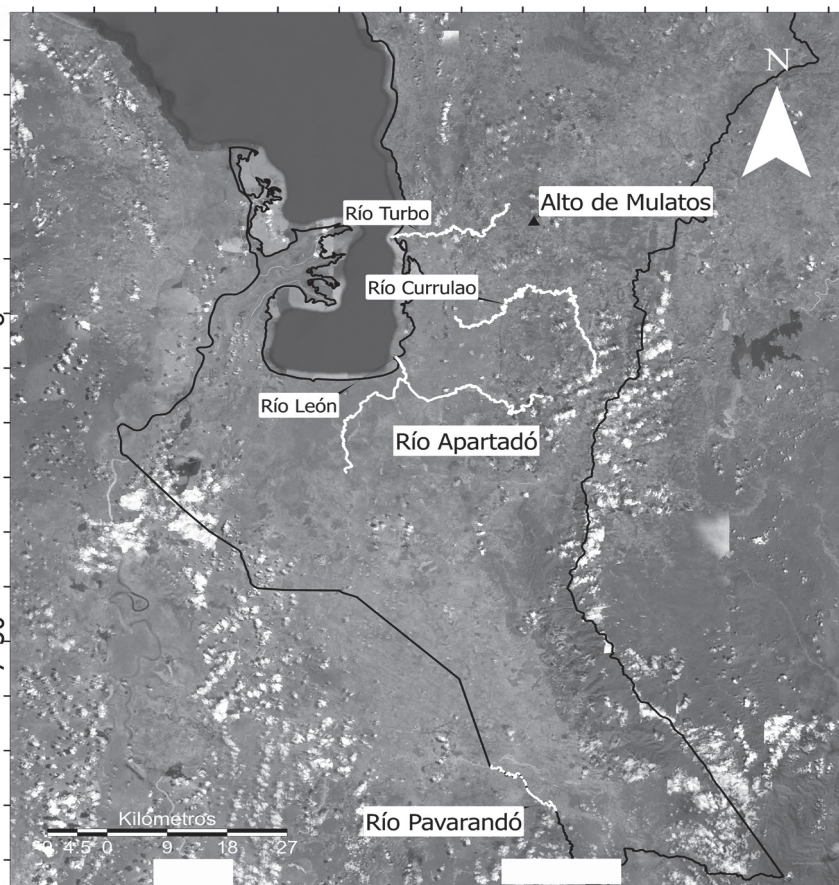 N
Alto de Mulatos
Río Turbo
Río Currulao
Río León
Río Apartadó
Río Pavarandó
Kilómetros
9 4.5 0 9 18 27